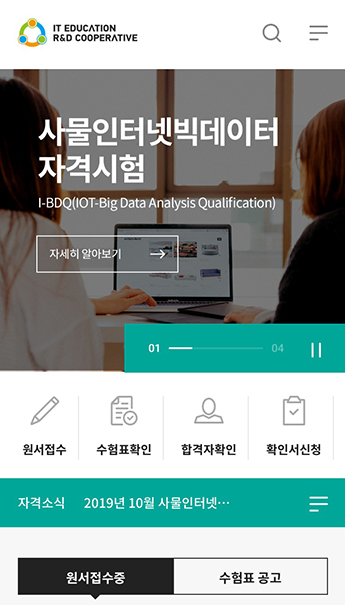 IT EDUCATION
R&D COOPERATIVE
사물인터넷빅데이터
자격시험
I-BDQ(IOT-Big Data Analysis Qualification)
자세히 알아보기
01 04
원서접수 수험표확인 합격자확인 확인서신청
자격소식 2019년 10월 사물인터넷⋯
원서접수중 수험표 공고